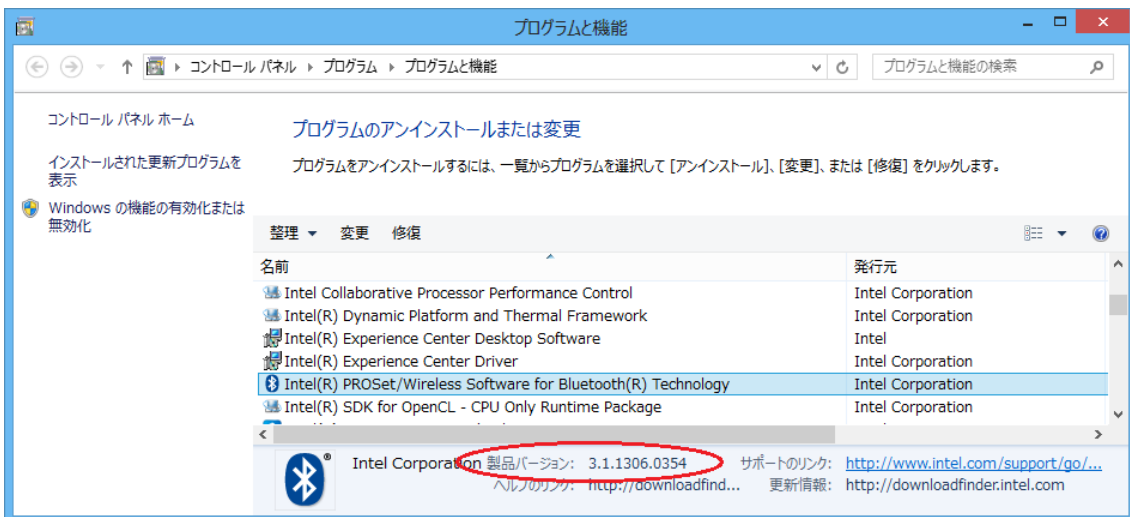 プログラムと機能
コントロール パネル プログラム プログラムと機能 プログラムと機能の検索
コントロール パネル ホーム
インストールされた更新プログラムを
表示
Windows の機能の有効化または
無効化
プログラムのアンインストールまたは変更
プログラムをアンインストールするには、一覧からプログラムを選択して [アンインストール]、[変更]、または [修復] をクリックします。
整理 変更 修復
名前 発行元
Intel Collaborative Processor Performance Control Intel Corporation
Intel(R) Dynamic Platform and Thermal Framework Intel Corporation
Intel(R) Experience Center Desktop Software Intel
Intel(R) Experience Center Driver Intel Corporation
Intel(R) PROSet/Wireless Software for Bluetooth(R) Technology Intel Corporation
Intel(R) SDK for OpenCL - CPU Only Runtime Package Intel Corporation
Intel Corporation 製品バージョン: 3.1.1306.0354 サポートのリンク: http://www.intel.com/support/go/...
ヘルプのリンク: http://downloadfind... 更新情報: http://downloadfinder.intel.com